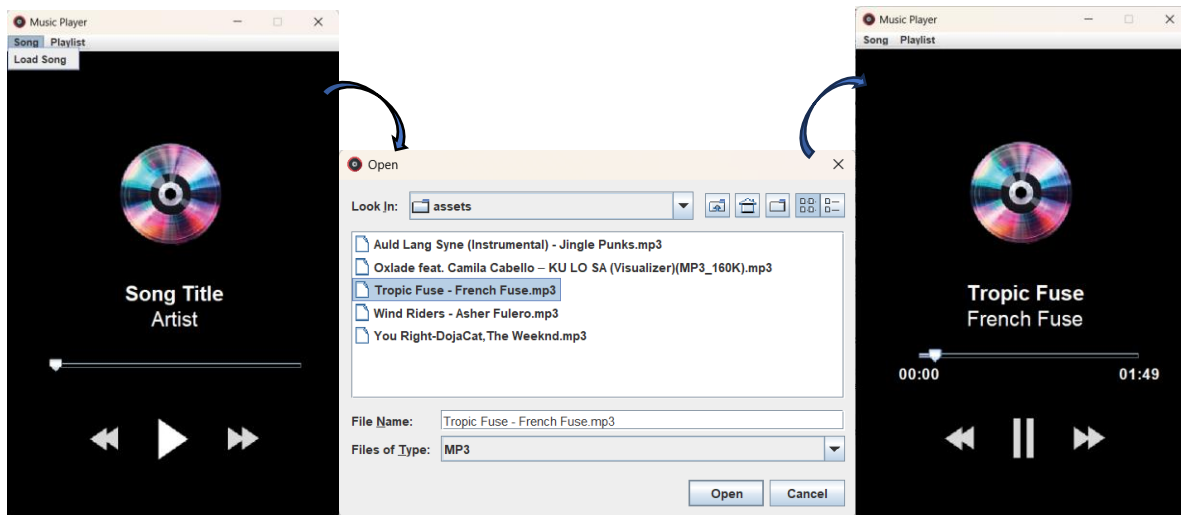 Music Player
Song Playlist
Load Song
Song Title
Artist
Open
Look In: assets
Auld Lang Syne (Instrumental) - Jingle Punks.mp3
Oxlade feat. Camila Cabello – KU LO SA (Visualizer)(MP3_160K).mp3
Tropic Fuse - French Fuse.mp3
Wind Riders - Asher Fulero.mp3
You Right-DojaCat,The Weeknd.mp3
File Name: Tropic Fuse - French Fuse.mp3
Files of Type: MP3
Open Cancel
Music Player
Song Playlist
Tropic Fuse
French Fuse
00:00 01:49